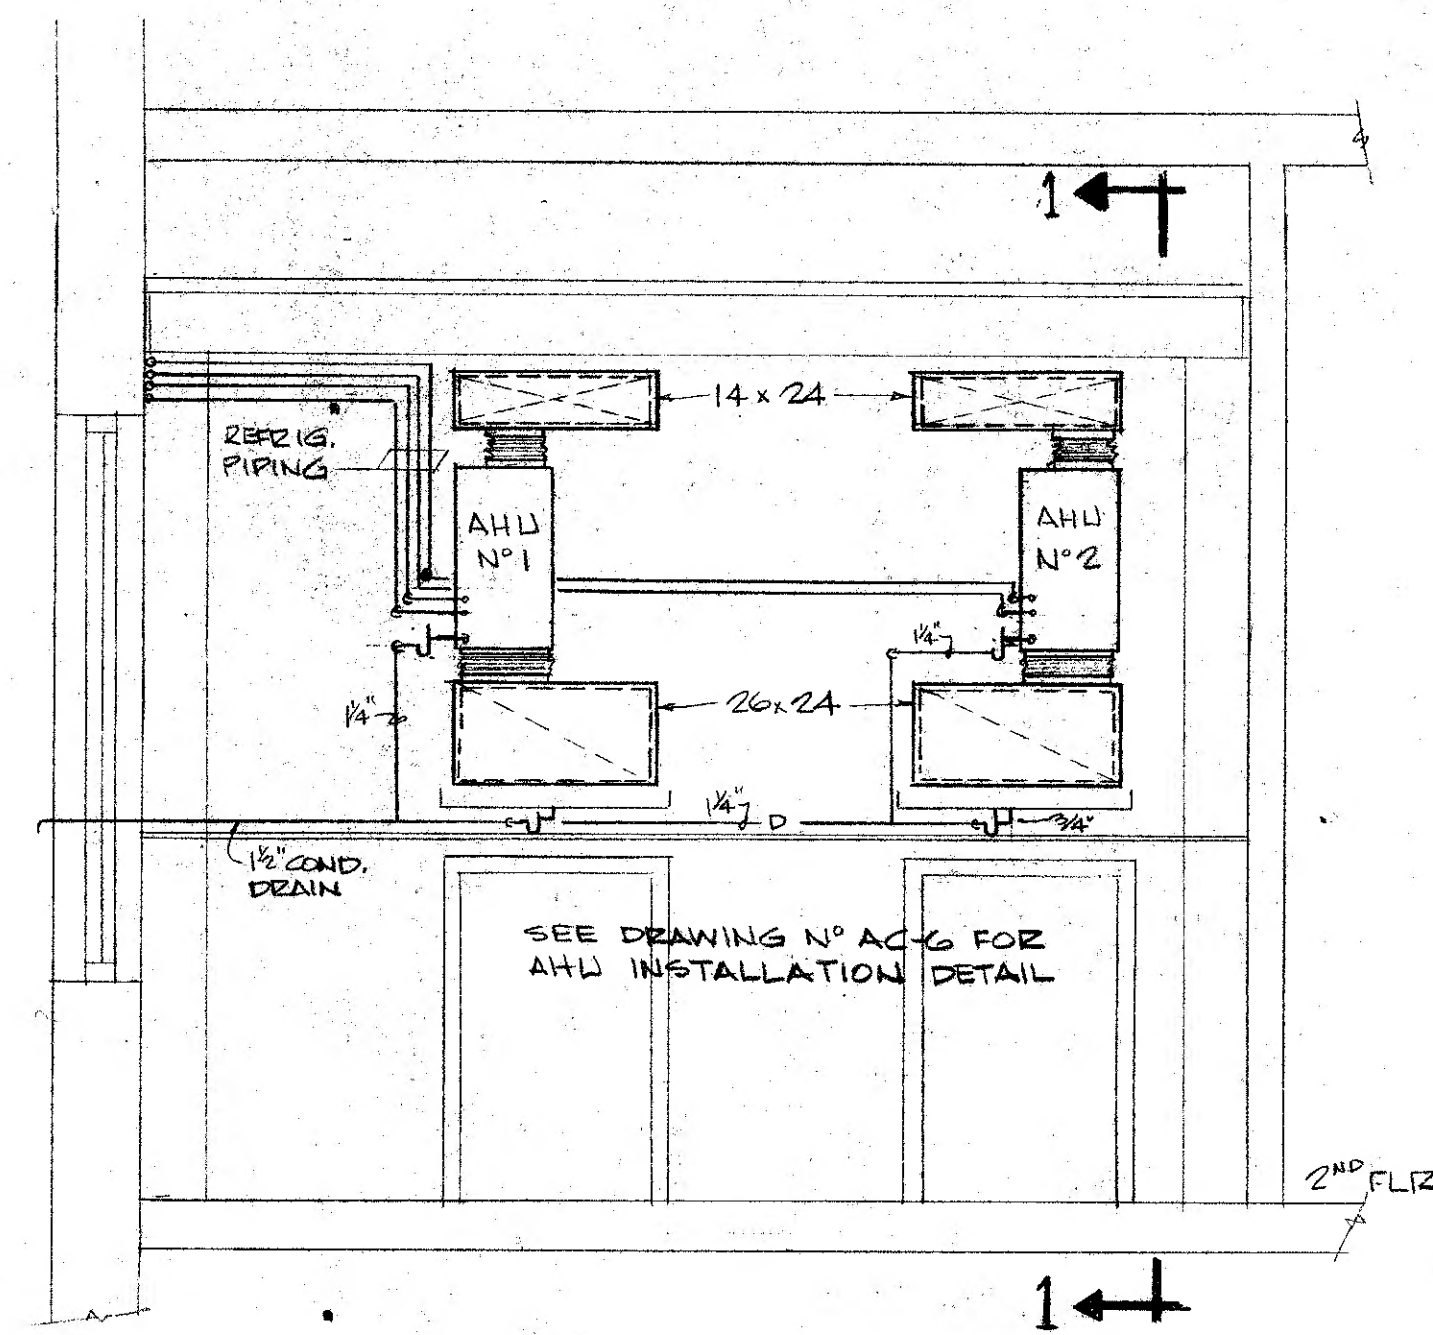 1
14 x 24
REFRIG.
PIPING
AHU
N°1
AHU
N°2
1¼"
1¼"
26x24
1¼"
D
3/4"
1½" COND.
DRAIN
SEE DRAWING N° AC-6 FOR
AHU INSTALLATION DETAIL
2ND FLR
1